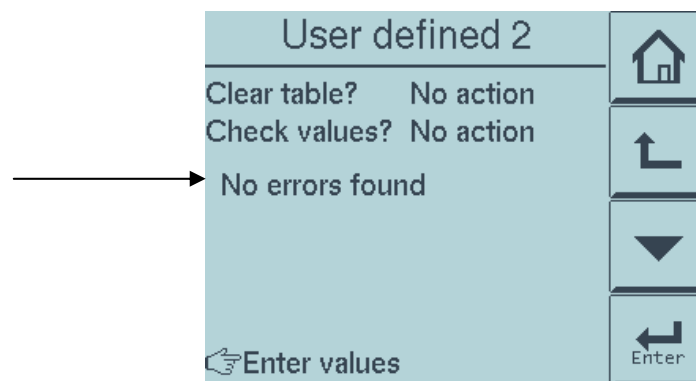 User defined 2
Clear table? No action
Check values? No action
No errors found
Enter values
Enter